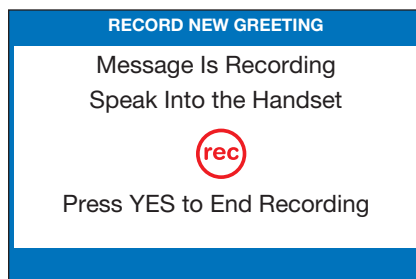 RECORD NEW GREETING
Message Is Recording
Speak Into the Handset
rec
Press YES to End Recording